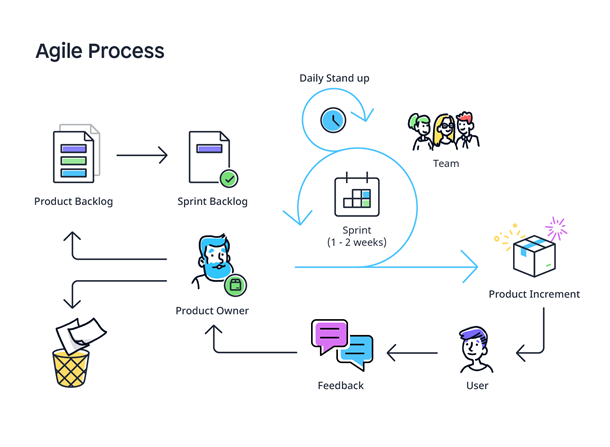 Agile Process
Daily Stand up
Team
Product Backlog
Sprint Backlog
Sprint
(1 - 2 weeks)
Product Owner
Product Increment
Feedback
User